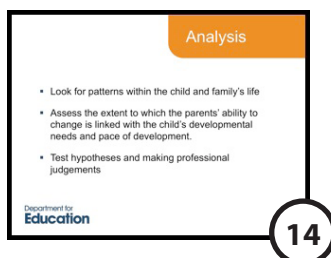 Analysis
▪ Look for patterns within the child and family's life
▪ Assess the extent to which the parents' ability to
change is linked with the child's developmental
needs and pace of development.
▪ Test hypotheses and making professional
judgements
Department for
Education
14